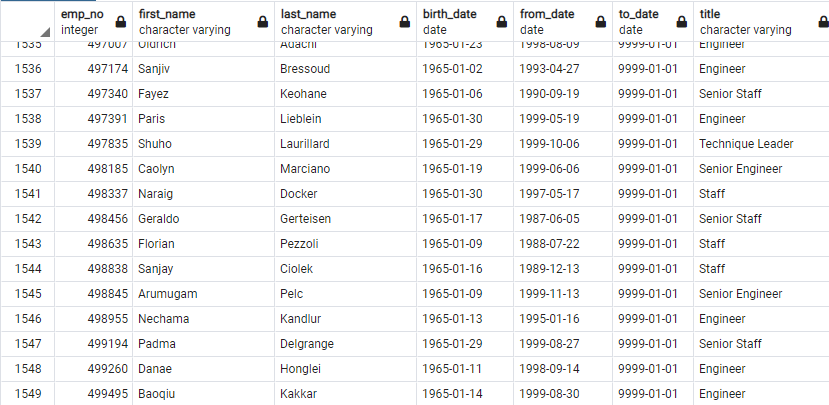 emp_no first_name last_name birth_date from_date to_date title
integer character varying character varying date date date character varying
1535 497007 Oldrich Adachi 1965-01-23 1998-08-09 9999-01-01 Engineer
1536 497174 Sanjiv Bressoud 1965-01-02 1993-04-27 9999-01-01 Engineer
1537 497340 Fayez Keohane 1965-01-06 1990-09-19 9999-01-01 Senior Staff
1538 497391 Paris Lieblein 1965-01-30 1999-05-19 9999-01-01 Engineer
1539 497835 Shuho Laurillard 1965-01-29 1999-10-06 9999-01-01 Technique Leader
1540 498185 Caolyn Marciano 1965-01-19 1999-06-06 9999-01-01 Senior Engineer
1541 498337 Naraig Docker 1965-01-30 1997-05-17 9999-01-01 Staff
1542 498456 Geraldo Gerteisen 1965-01-17 1987-06-05 9999-01-01 Senior Staff
1543 498635 Florian Pezzoli 1965-01-09 1988-07-22 9999-01-01 Staff
1544 498838 Sanjay Ciolek 1965-01-16 1989-12-13 9999-01-01 Staff
1545 498845 Arumugam Pelc 1965-01-09 1999-11-13 9999-01-01 Senior Engineer
1546 498955 Nechama Kandlur 1965-01-13 1995-01-16 9999-01-01 Engineer
1547 499194 Padma Delgrange 1965-01-29 1999-08-27 9999-01-01 Senior Staff
1548 499260 Danae Honglei 1965-01-11 1998-09-14 9999-01-01 Engineer
1549 499495 Baoqiu Kakkar 1965-01-14 1999-08-30 9999-01-01 Engineer